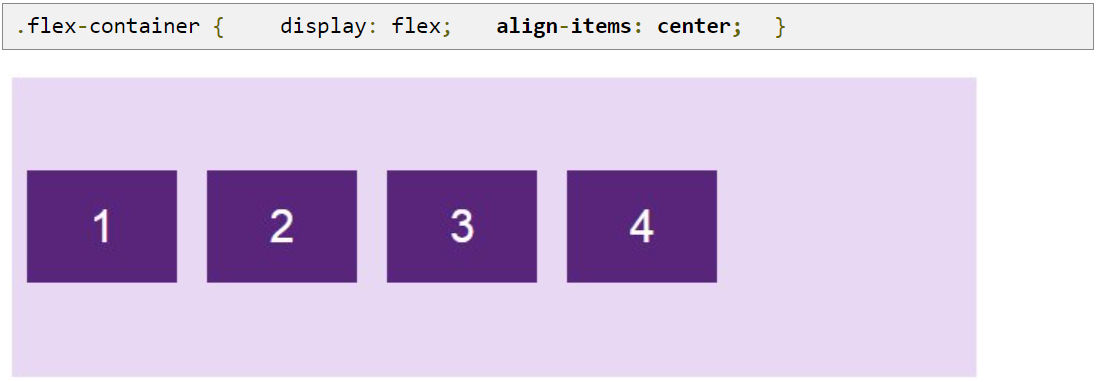 .flex-container {    display: flex;   align-items: center;  }
1 2 3 4